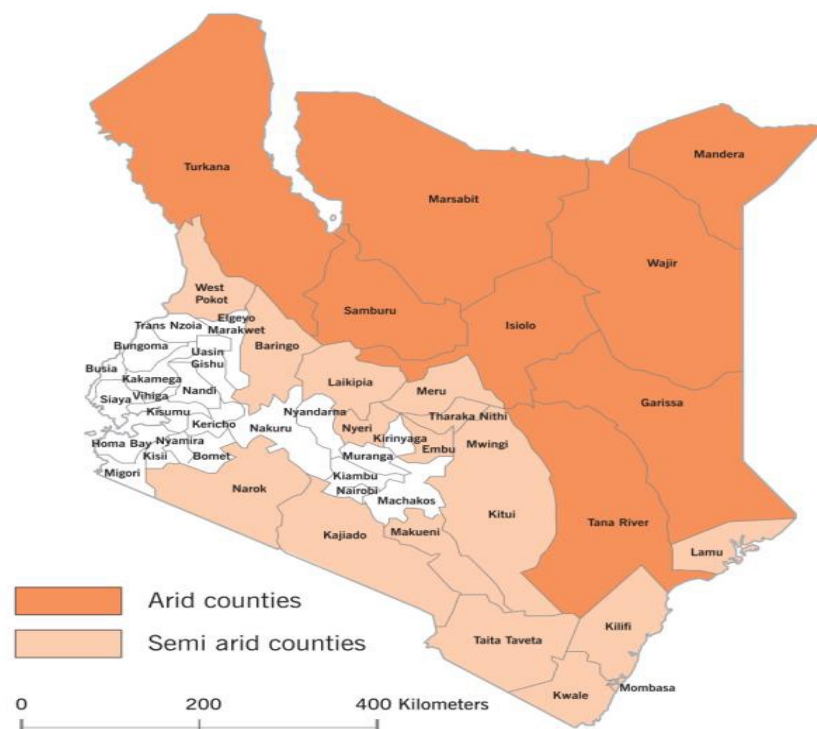 Mandera
Turkana
Marsabit
Wajir
West
Pokot
Samburu
Isiolo
Elgeyo
Marakwet
Trans Nzoia
Baringo
Bungoma
Uasin
Gishu
Busia
Kakamega
Laikipia
Meru
Nandi
Siaya
Vihiga
Garissa
Kisumu
Nyandarna
Tharaka Nithi
Kericho
Nakuru
Nyeri
Kirinyaga
Mwingi
Homa Bay
Nyamira
Embu
Muranga
Kisii
Bomet
Migori
Kiambu
Narok
Nairobi
Machakos
Kitui
Tana River
Kajiado
Makueni
Lamu
Arid counties
Semi arid counties
Taita Taveta
Kilifi
Kwale
Mombasa
0 200 400 Kilometers